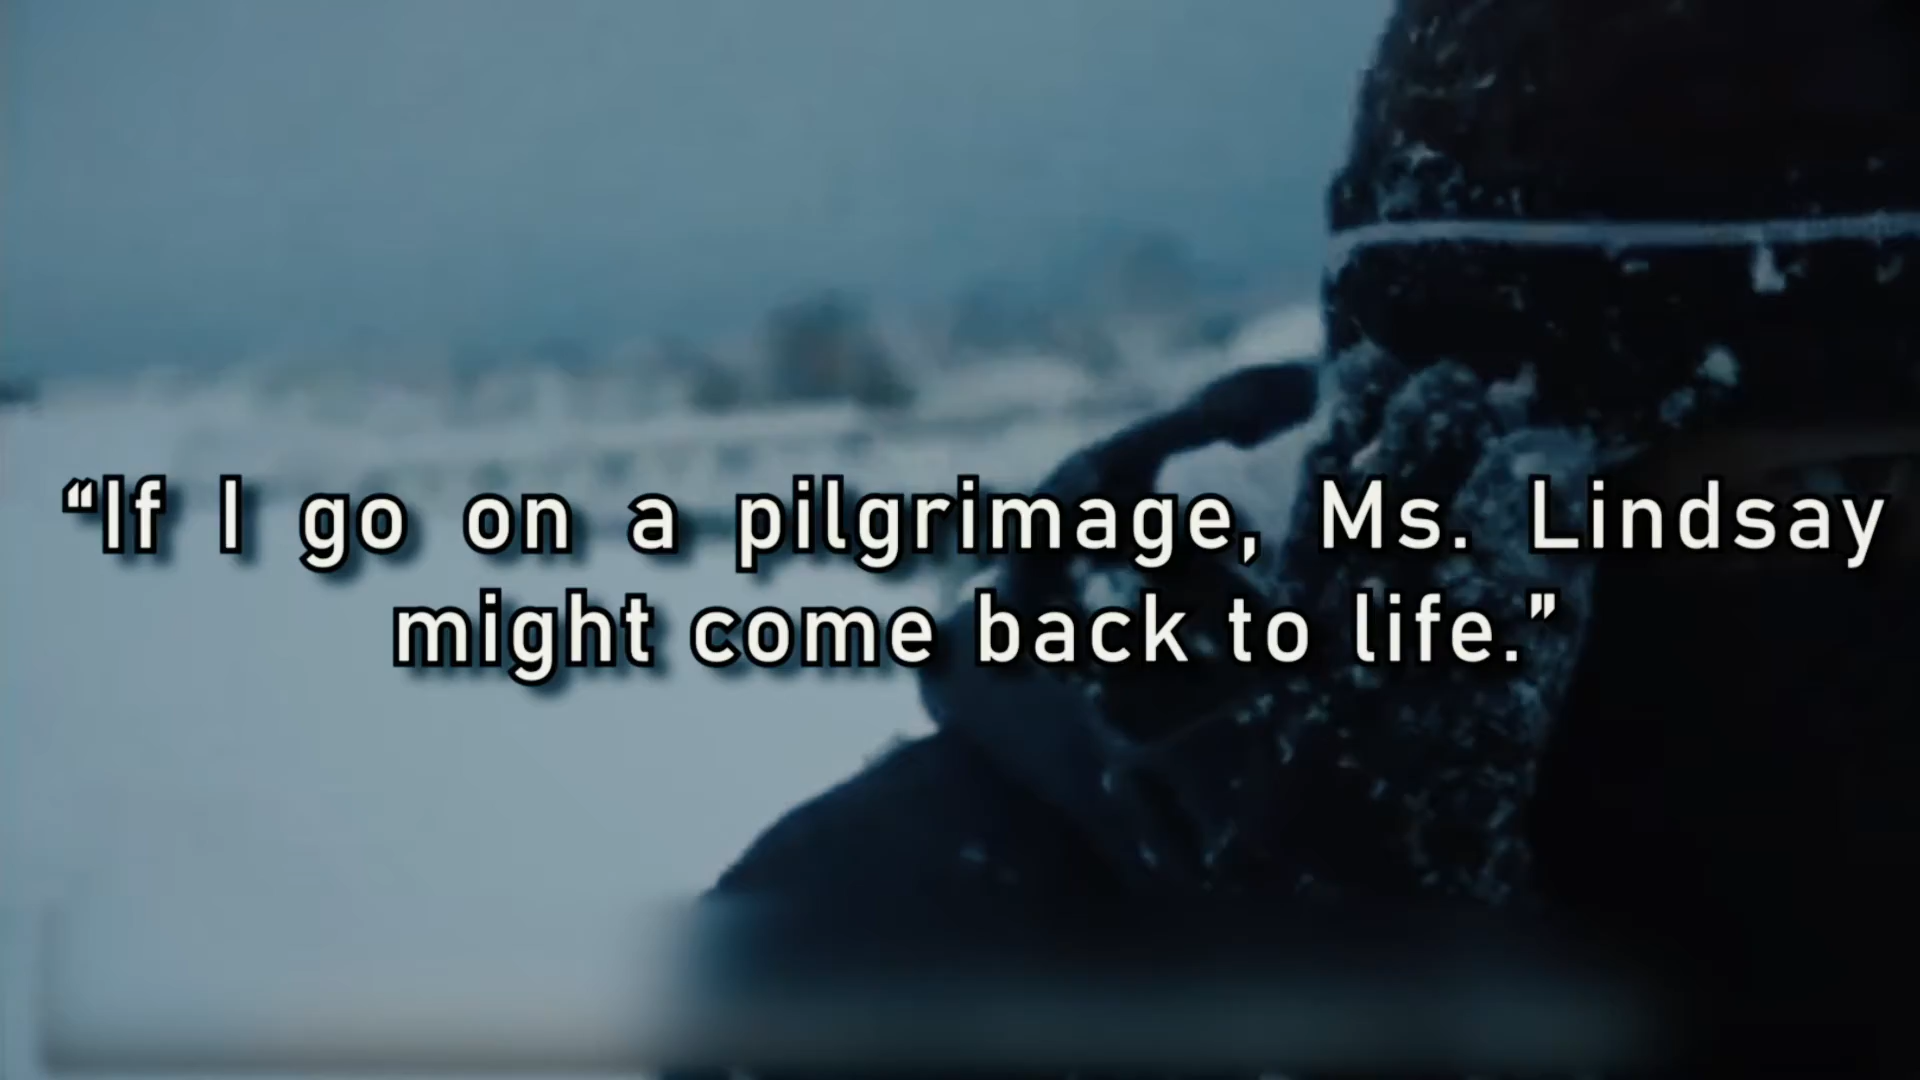 “If I go on a pilgrimage, Ms. Lindsay
might come back to life.”